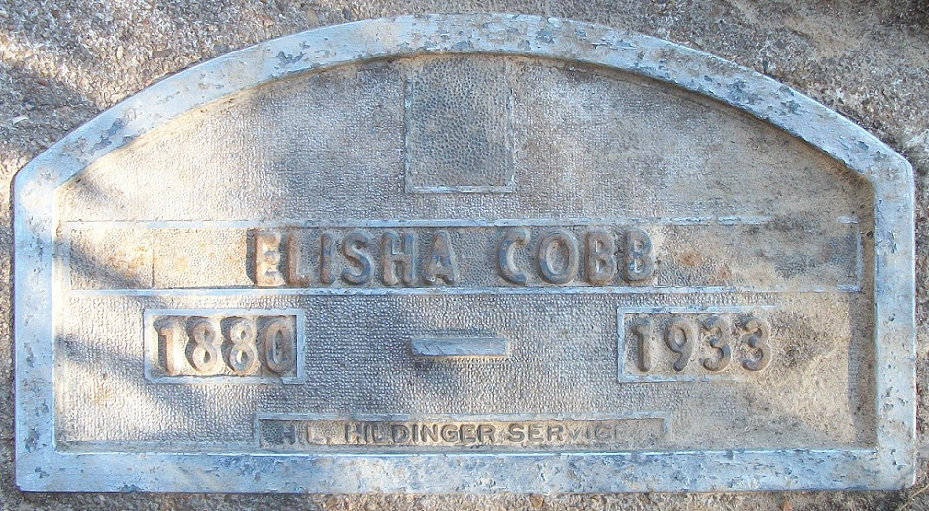 ELISHA COBB
1880 — 1933
H.L. HILDINGER SERVICE